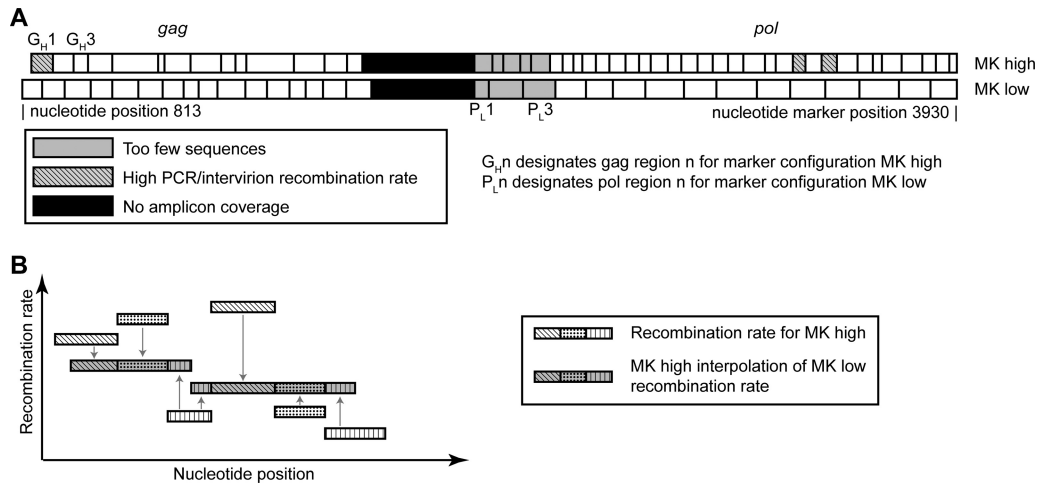 A
gag
pol
GH1 GH3
MK high
MK low
| nucleotide position 813
PL1
PL3
nucleotide marker position 3930 |
Too few sequences
High PCR/intervirion recombination rate
No amplicon coverage
GHn designates gag region n for marker configuration MK high
PLn designates pol region n for marker configuration MK low
B
Recombination rate
Nucleotide position
Recombination rate for MK high
MK high interpolation of MK low
recombination rate